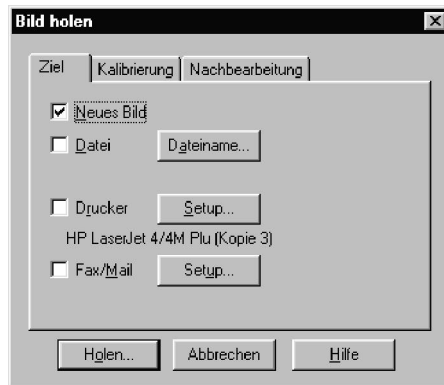 Bild holen
Ziel Kalibrierung Nachbearbeitung
Neues Bild
Datei Dateiname...
Drucker Setup...
HP LaserJet 4/4M Plu (Kopie 3)
Fax/Mail Setup...
Holen... Abbrechen Hilfe